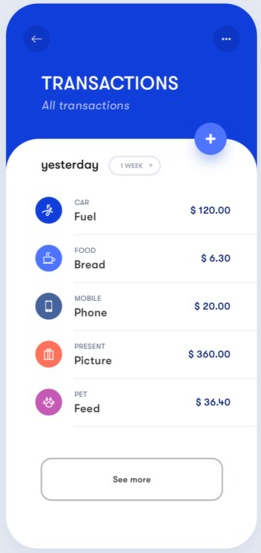 TRANSACTIONS
All transactions
yesterday
1 WEEK
CAR
Fuel
$ 120.00
FOOD
Bread
$ 6.30
MOBILE
Phone
$ 20.00
PRESENT
Picture
$ 360.00
PET
Feed
$ 36.40
See more